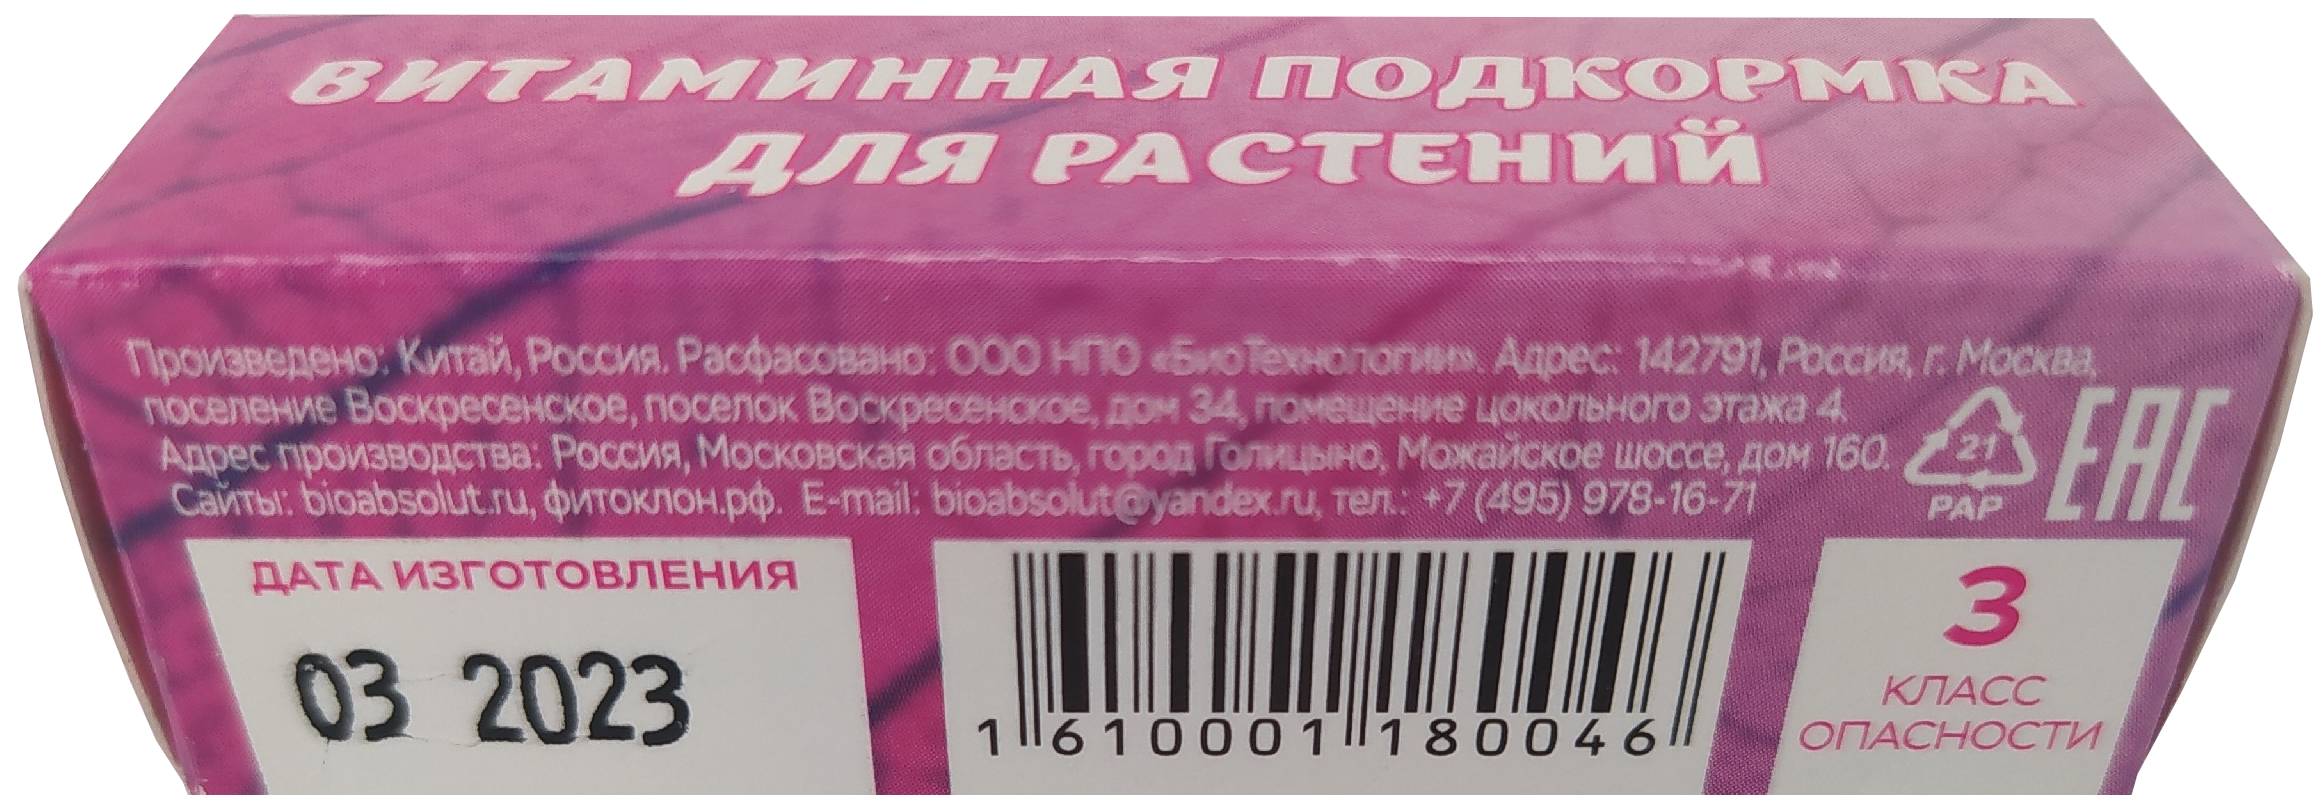 ВИТАМИННАЯ ПОДКОРМКА
ДЛЯ РАСТЕНИЙ
Произведено: Китай, Россия. Расфасовано: ООО НПО «БиоТехнологии». Адрес: 142791, Россия, г. Москва,
поселение Воскресенское, поселок Воскресенское, дом 34, помещение цокольного этажа 4.
Адрес производства: Россия, Московская область, город Голицыно, Можайское шоссе, дом 160.
Сайты: bioabsolut.ru, фитоклон.рф. E-mail: bioabsolut@yandex.ru, тел.: +7 (495) 978-16-71
21
PAP
EAC
ДАТА ИЗГОТОВЛЕНИЯ
03 2023
1 610001 180046
3
КЛАСС
ОПАСНОСТИ